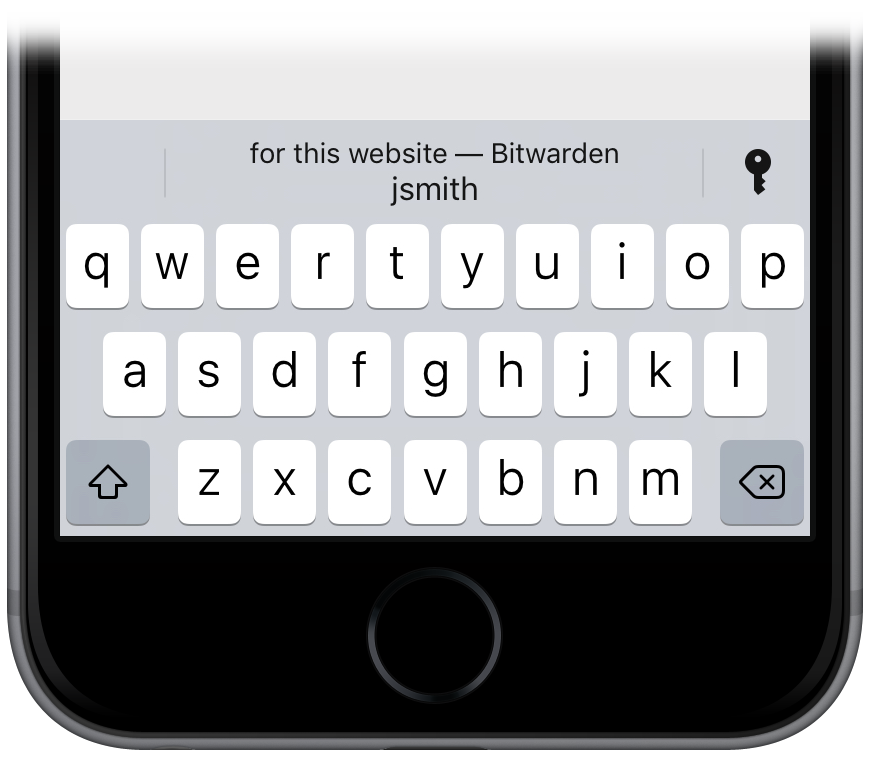 for this website — Bitwarden
jsmith
q w e r t y u i o p
a s d f g h j k l
z x c v b n m